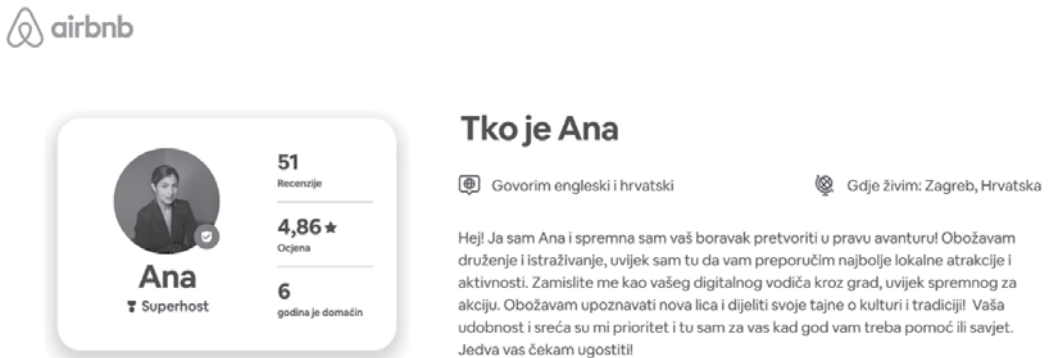 airbnb
51
Recenzije
4,86★
Ocjena
6
godina je domaćin
Ana
Superhost
Tko je Ana
Govorim engleski i hrvatski
Gdje živim: Zagreb, Hrvatska
Hej! Ja sam Ana i spremna sam vaš boravak pretvoriti u pravu avanturu! Obožavam
druženje i istraživanje, uvijek sam tu da vam preporučim najbolje lokalne atrakcije i
aktivnosti. Zamislite me kao vašeg digitalnog vodiča kroz grad, uvijek spremnog za
akciju. Obožavam upoznavati nova lica i dijeliti svoje tajne o kulturi i tradiciji! Vaša
udobnost i sreća su mi prioritet i tu sam za vas kad god vam treba pomoć ili savjet.
Jedva vas čekam ugostiti!